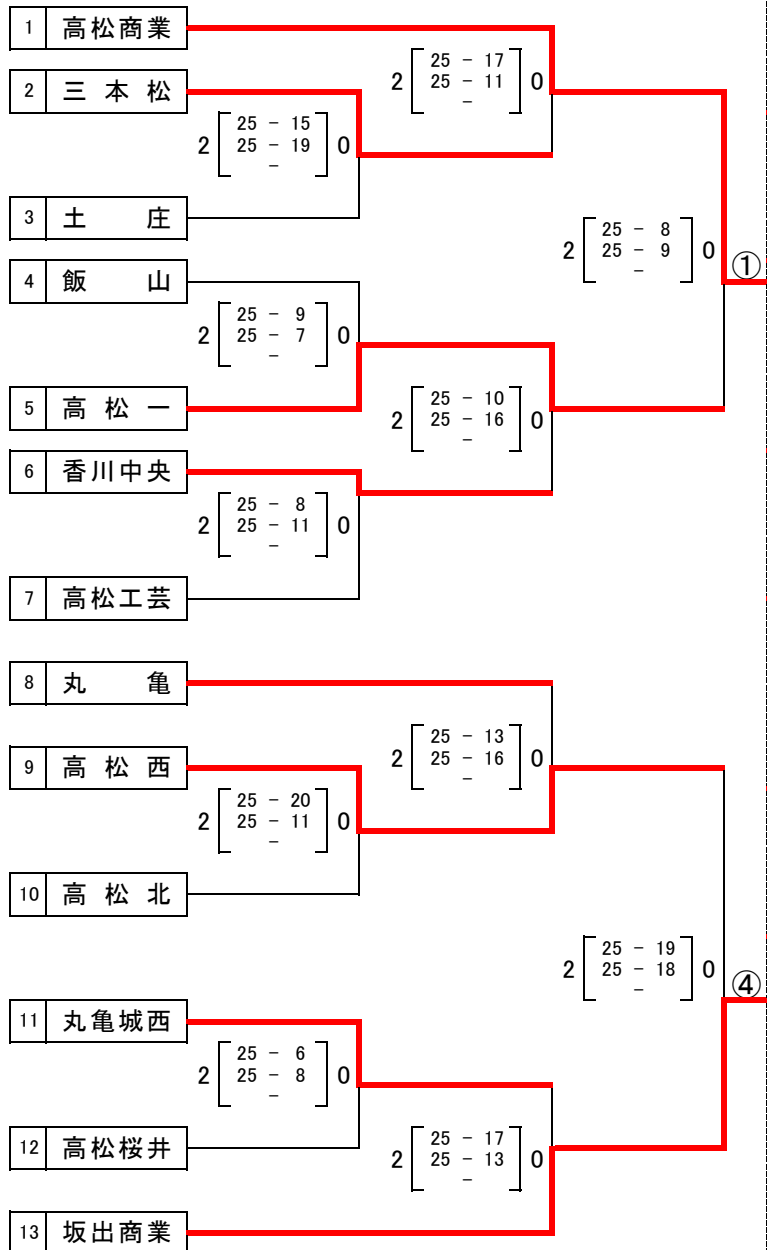 1 高松商業
2 [ 25 - 17 ] 0
25 - 11
-
2 三本松
2 [ 25 - 15 ] 0
25 - 19
-
3 土庄
2 [ 25 - 8 ] 0
25 - 9
-
①
4 飯山
2 [ 25 - 9 ] 0
25 - 7
-
5 高松一
2 [ 25 - 10 ] 0
25 - 16
-
6 香川中央
2 [ 25 - 8 ] 0
25 - 11
-
7 高松工芸
8 丸亀
2 [ 25 - 13 ] 0
25 - 16
-
9 高松西
2 [ 25 - 20 ] 0
25 - 11
-
10 高松北
2 [ 25 - 19 ] 0
25 - 18
-
④
11 丸亀城西
2 [ 25 - 6 ] 0
25 - 8
-
12 高松桜井
2 [ 25 - 17 ] 0
25 - 13
-
13 坂出商業